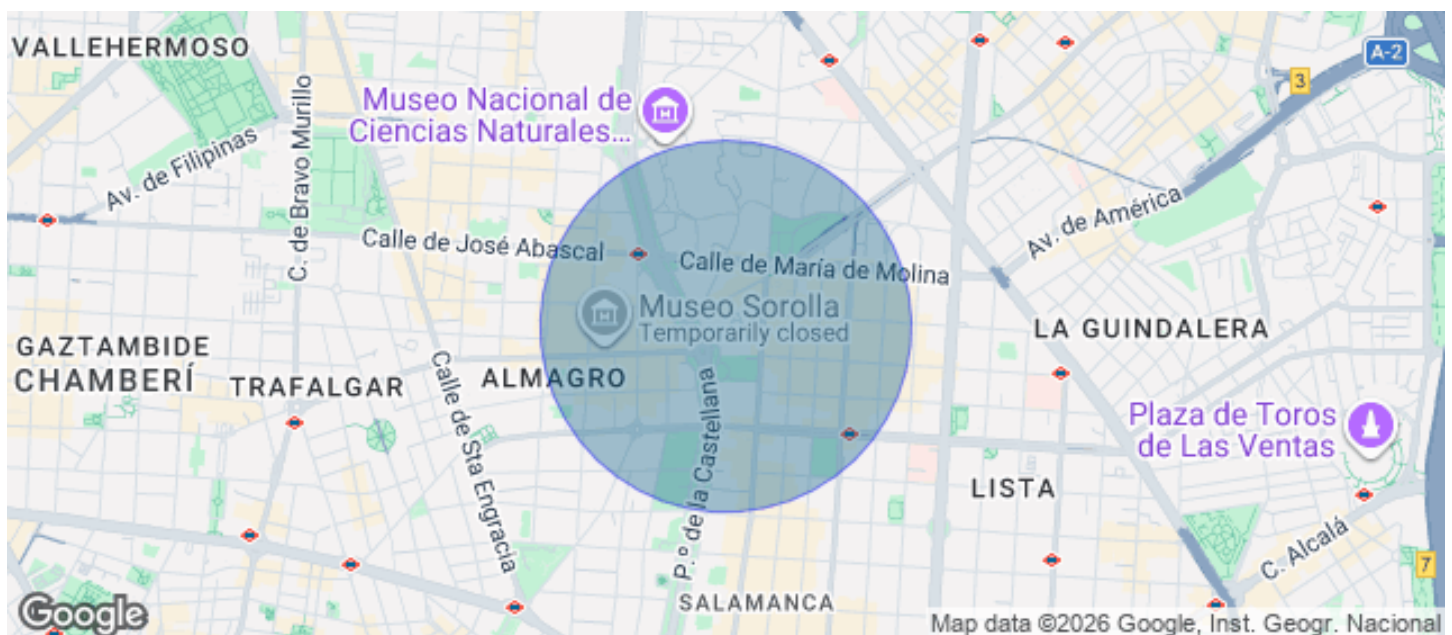 VALLEHERMOSO
A-2
3
Museo Nacional de
Ciencias Naturales...
Av. de Filipinas
C. de Bravo Murillo
Calle de José Abascal
Calle de María de Molina
Av. de América
Museo Sorolla
Temporarily closed
LA GUINDALERA
GAZTAMBIDE
CHAMBERÍ
TRAFALGAR
ALMAGRO
Calle de Sta Engracia
P.º de la Castellana
Plaza de Toros
de Las Ventas
LISTA
C. Alcalá
7
SALAMANCA
Google
Map data ©2026 Google, Inst. Geogr. Nacional